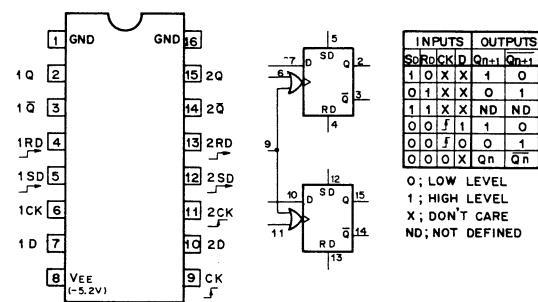 1 GND GND 16
1Q 2 15 2Q
1Q̅ 3 14 2Q̅
1RD 4 13 2RD
1SD 5 12 2SD
1CK 6 11 2CK
1D 7 10 2D
8 VEE 9 CK
(-5.2V)
5
7 D SD Q 2
6
Q̅ 3
RD
4
9
12
10 D SD Q 15
11
Q̅ 14
RD
13
INPUTS OUTPUTS
SD RD CK D Qn+1 Q̅n+1
1 0 X X 1 0
0 1 X X 0 1
1 1 X X ND ND
0 0 ƒ 1 1 0
0 0 ƒ 0 0 1
0 0 0 X Qn Q̅n
0; LOW LEVEL
1; HIGH LEVEL
X; DON'T CARE
ND; NOT DEFINED